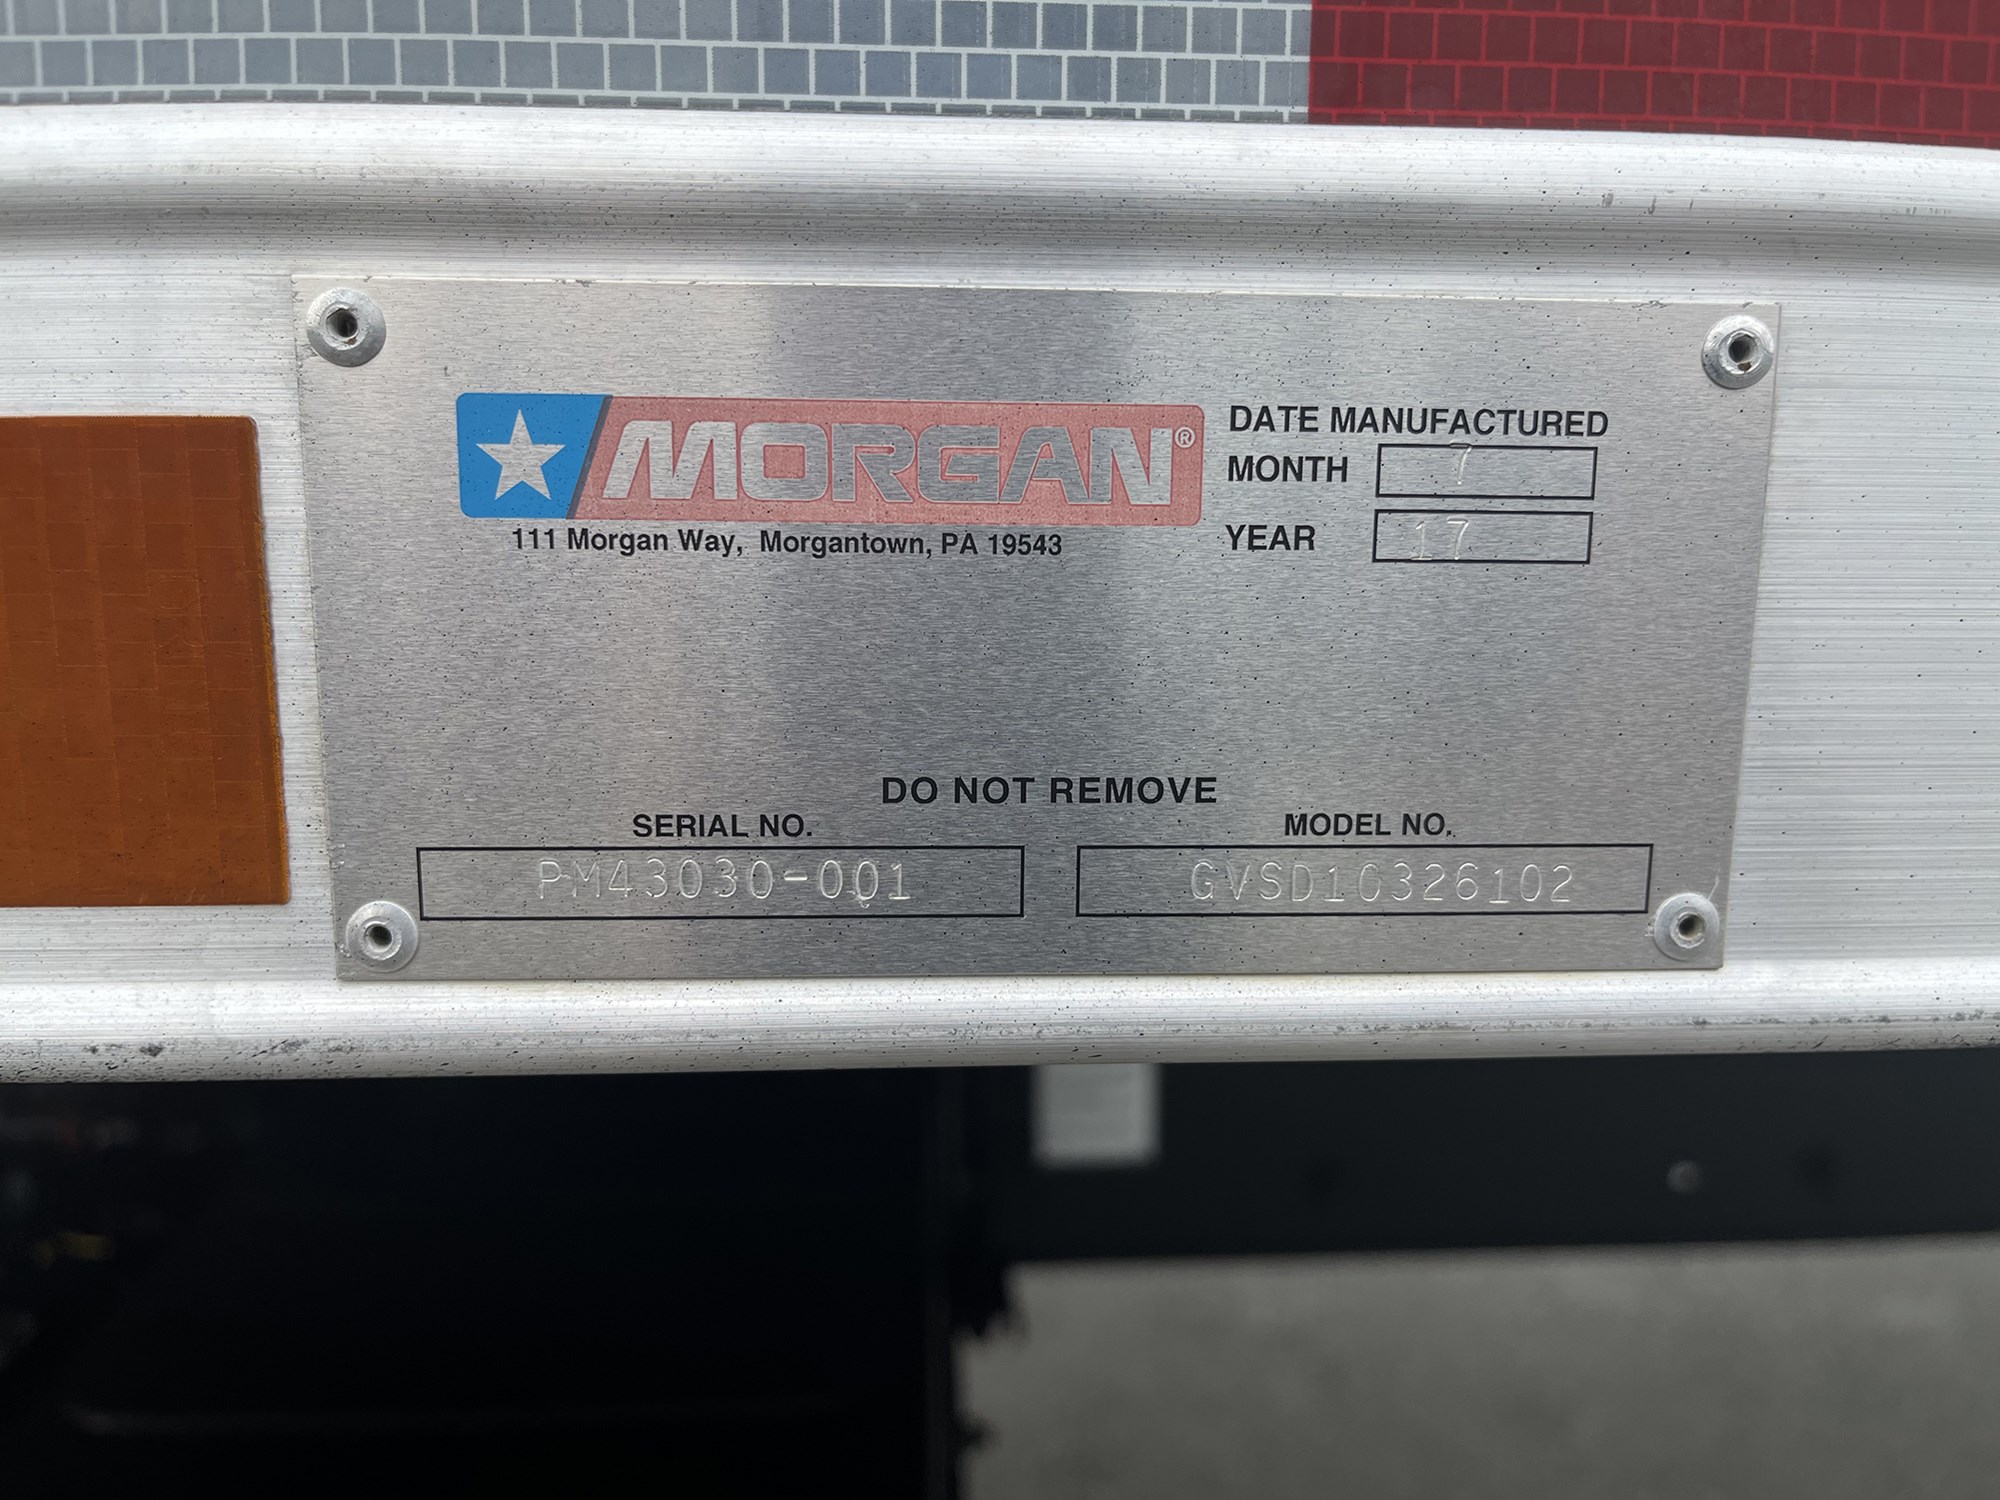 MORGAN®
111 Morgan Way, Morgantown, PA 19543
DATE MANUFACTURED
MONTH 7
YEAR 17
DO NOT REMOVE
SERIAL NO.
PM43030-001
MODEL NO.
GVSD10326102